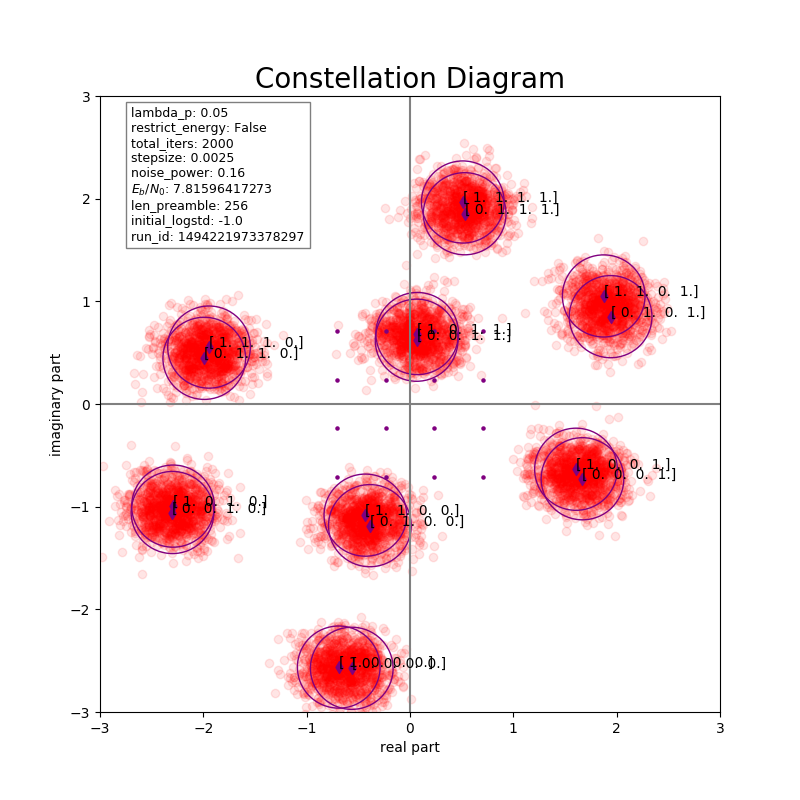 Constellation Diagram
3
lambda_p: 0.05
restrict_energy: False
total_iters: 2000
stepsize: 0.0025
noise_power: 0.16
E_b/N_0: 7.81596417273
len_preamble: 256
initial_logstd: -1.0
run_id: 1494221973378297
[ 1. 1. 1. 1.]
[ 0. 1. 1. 1.]
2
[ 1. 1. 0. 1.]
[ 0. 1. 0. 1.]
1
[ 1. 0. 1. 1.]
[ 0. 0. 1. 1.]
[ 1. 1. 1. 0.]
[ 0. 1. 1. 0.]
0
imaginary part
[ 1. 0. 0. 1.]
[ 0. 0. 0. 1.]
−1
[ 1. 0. 1. 0.]
[ 0. 0. 1. 0.]
[ 1. 1. 0. 0.]
[ 0. 1. 0. 0.]
−2
−3
−3 −2 −1 0 1 2 3
real part